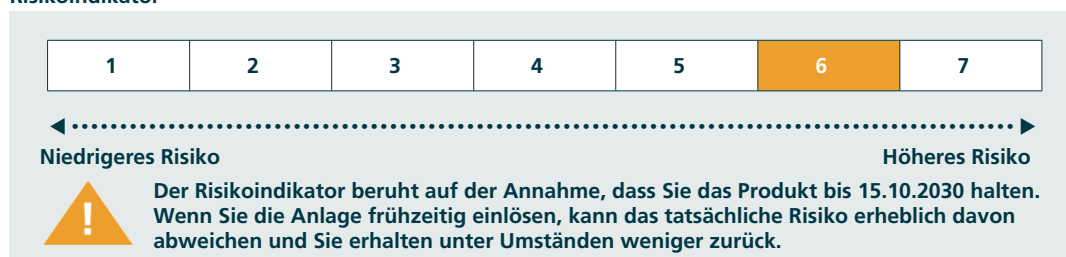 Risikoindikator
1 2 3 4 5 6 7
Niedrigeres Risiko Höheres Risiko
! Der Risikoindikator beruht auf der Annahme, dass Sie das Produkt bis 15.10.2030 halten.
Wenn Sie die Anlage frühzeitig einlösen, kann das tatsächliche Risiko erheblich davon
abweichen und Sie erhalten unter Umständen weniger zurück.